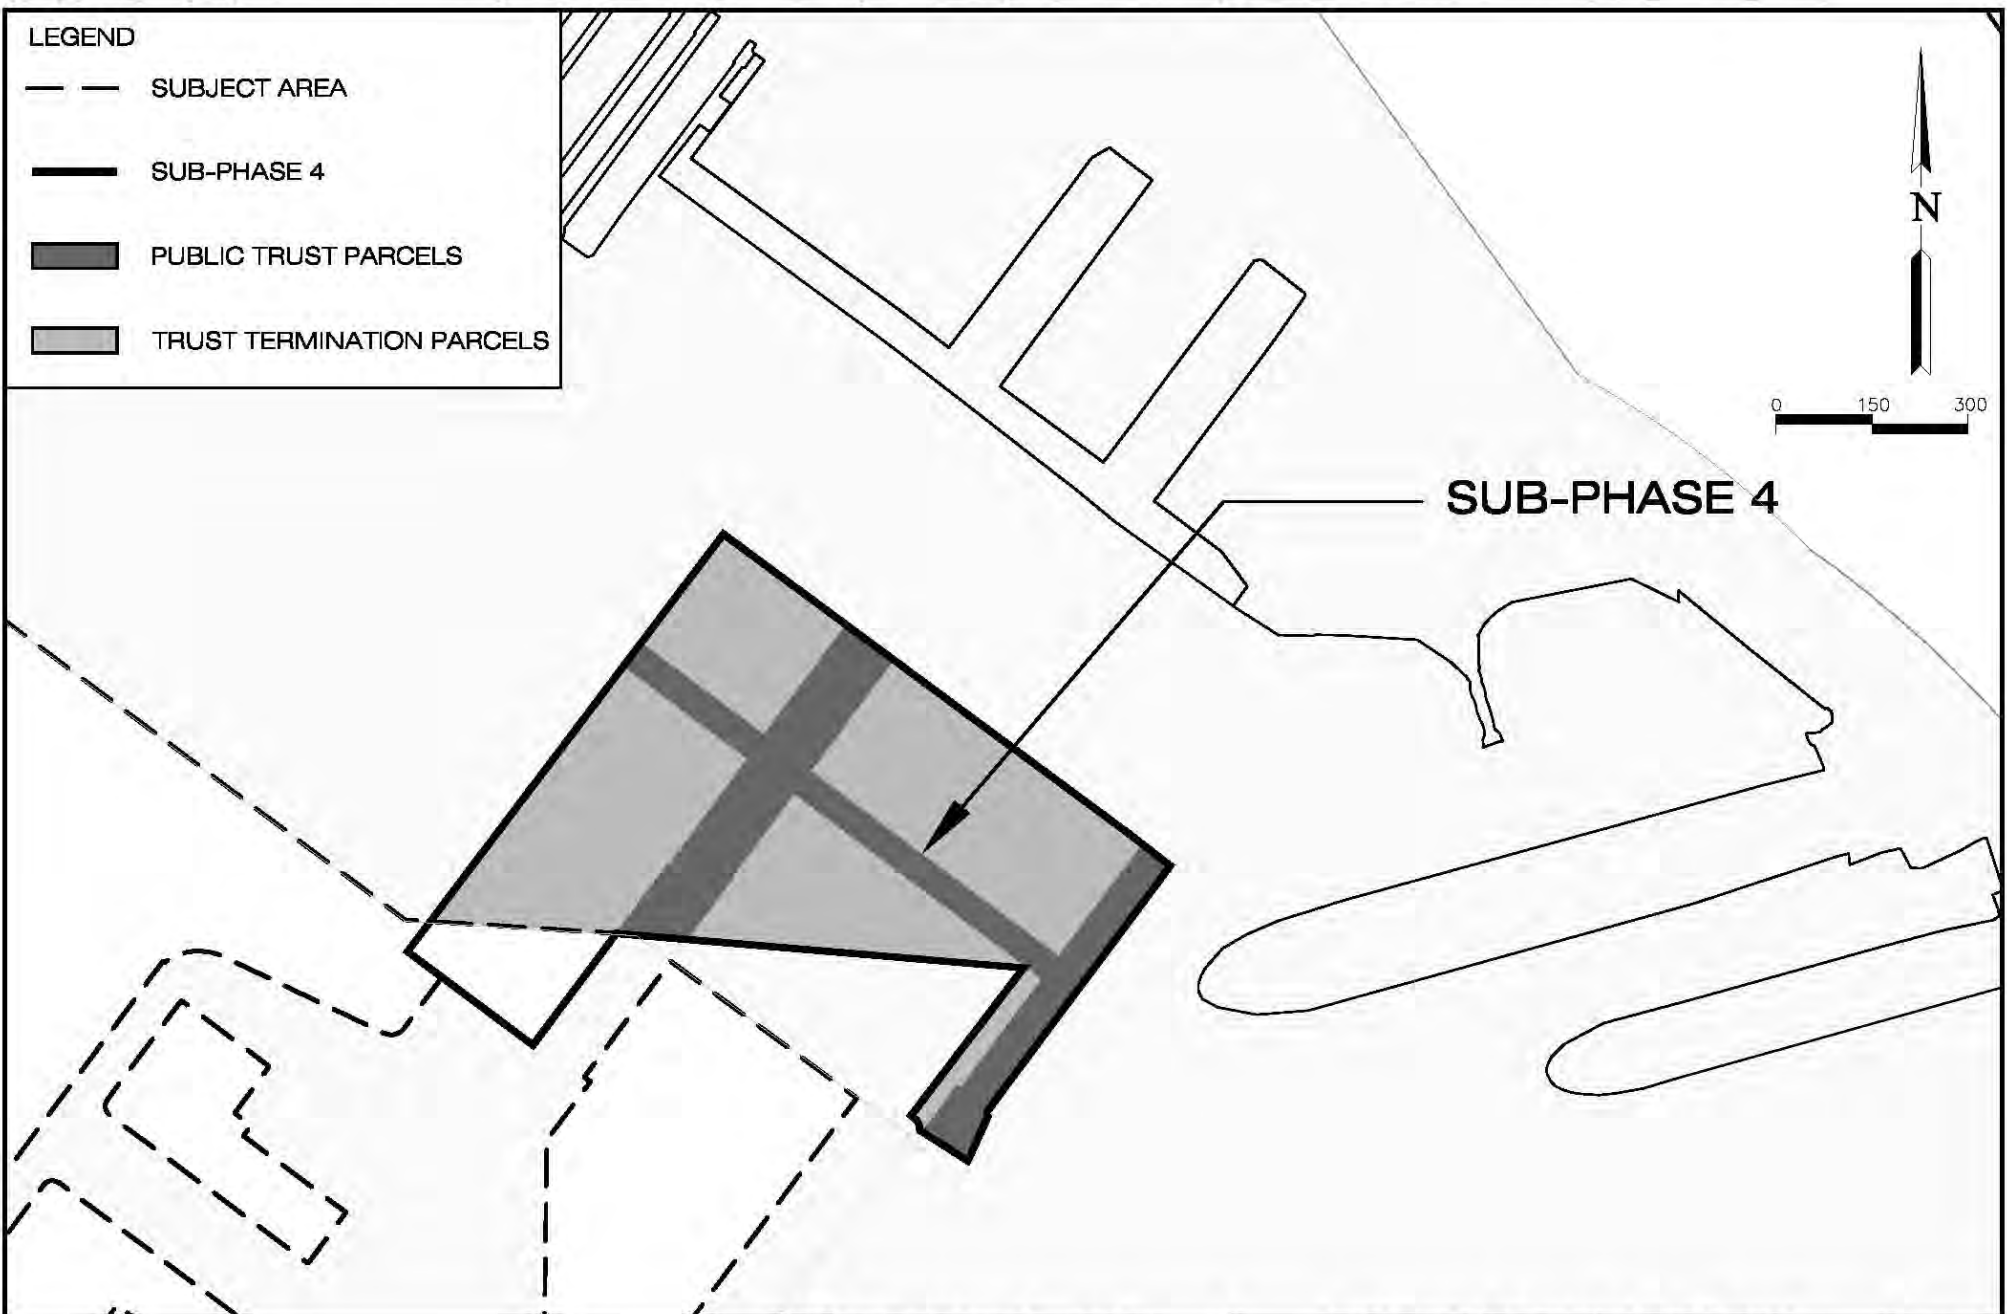 LEGEND
SUBJECT AREA
SUB-PHASE 4
PUBLIC TRUST PARCELS
TRUST TERMINATION PARCELS
N
0 150 300
SUB-PHASE 4